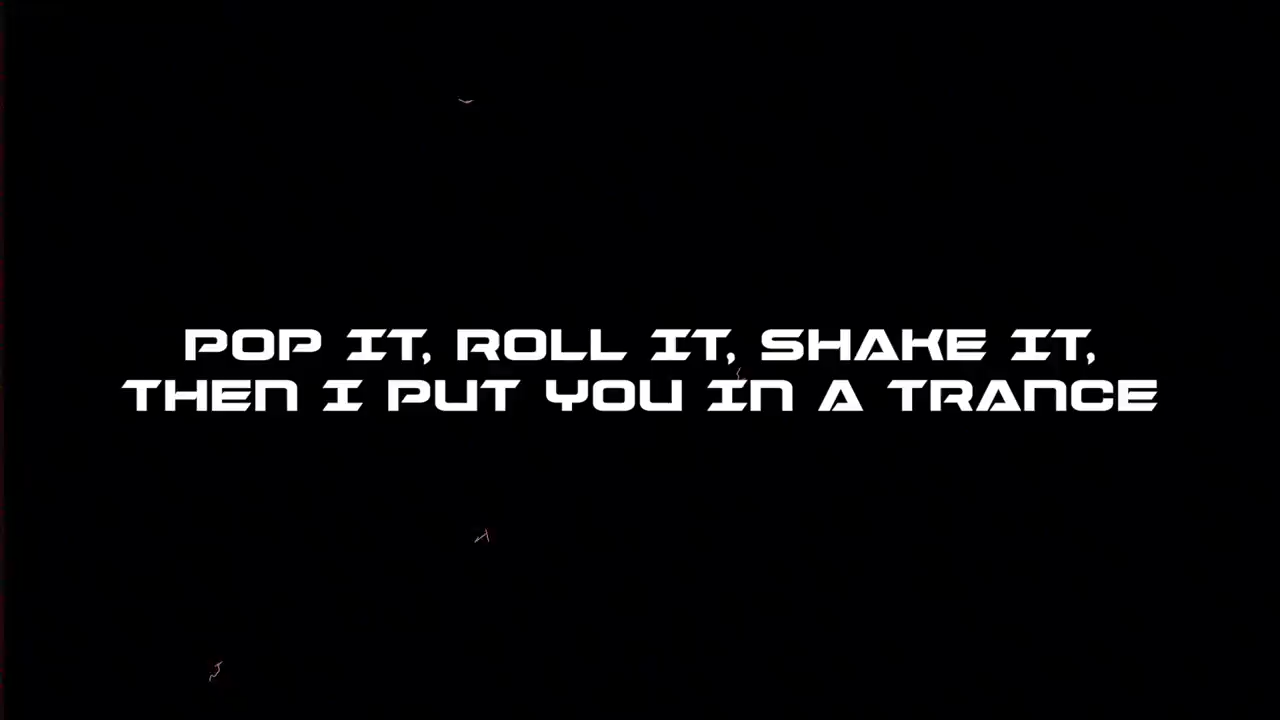 POP IT, ROLL IT, SHAKE IT,
THEN I PUT YOU IN A TRANCE